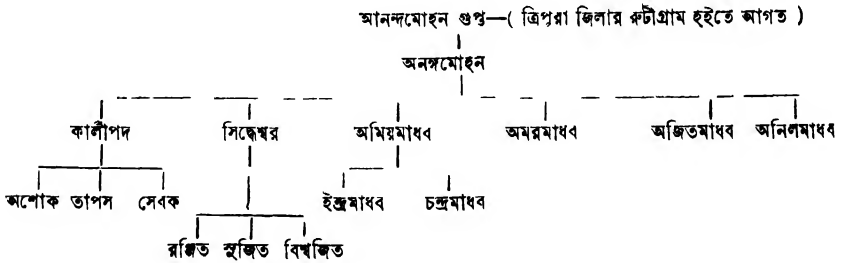 আনন্দমোহন গুপ্ত—( ত্রিপুরা জিলার রুটীগ্রাম হইতে আগত )
অনঙ্গমোহন
কালীপদ সিদ্ধেশ্বর অমিয়মাধব অমরমাধব অজিতমাধব অনিলমাধব
অশোক তাপস সেবক ইন্দ্রমাধব চন্দ্রমাধব
রঞ্জিত সুজিত বিশ্বজিত